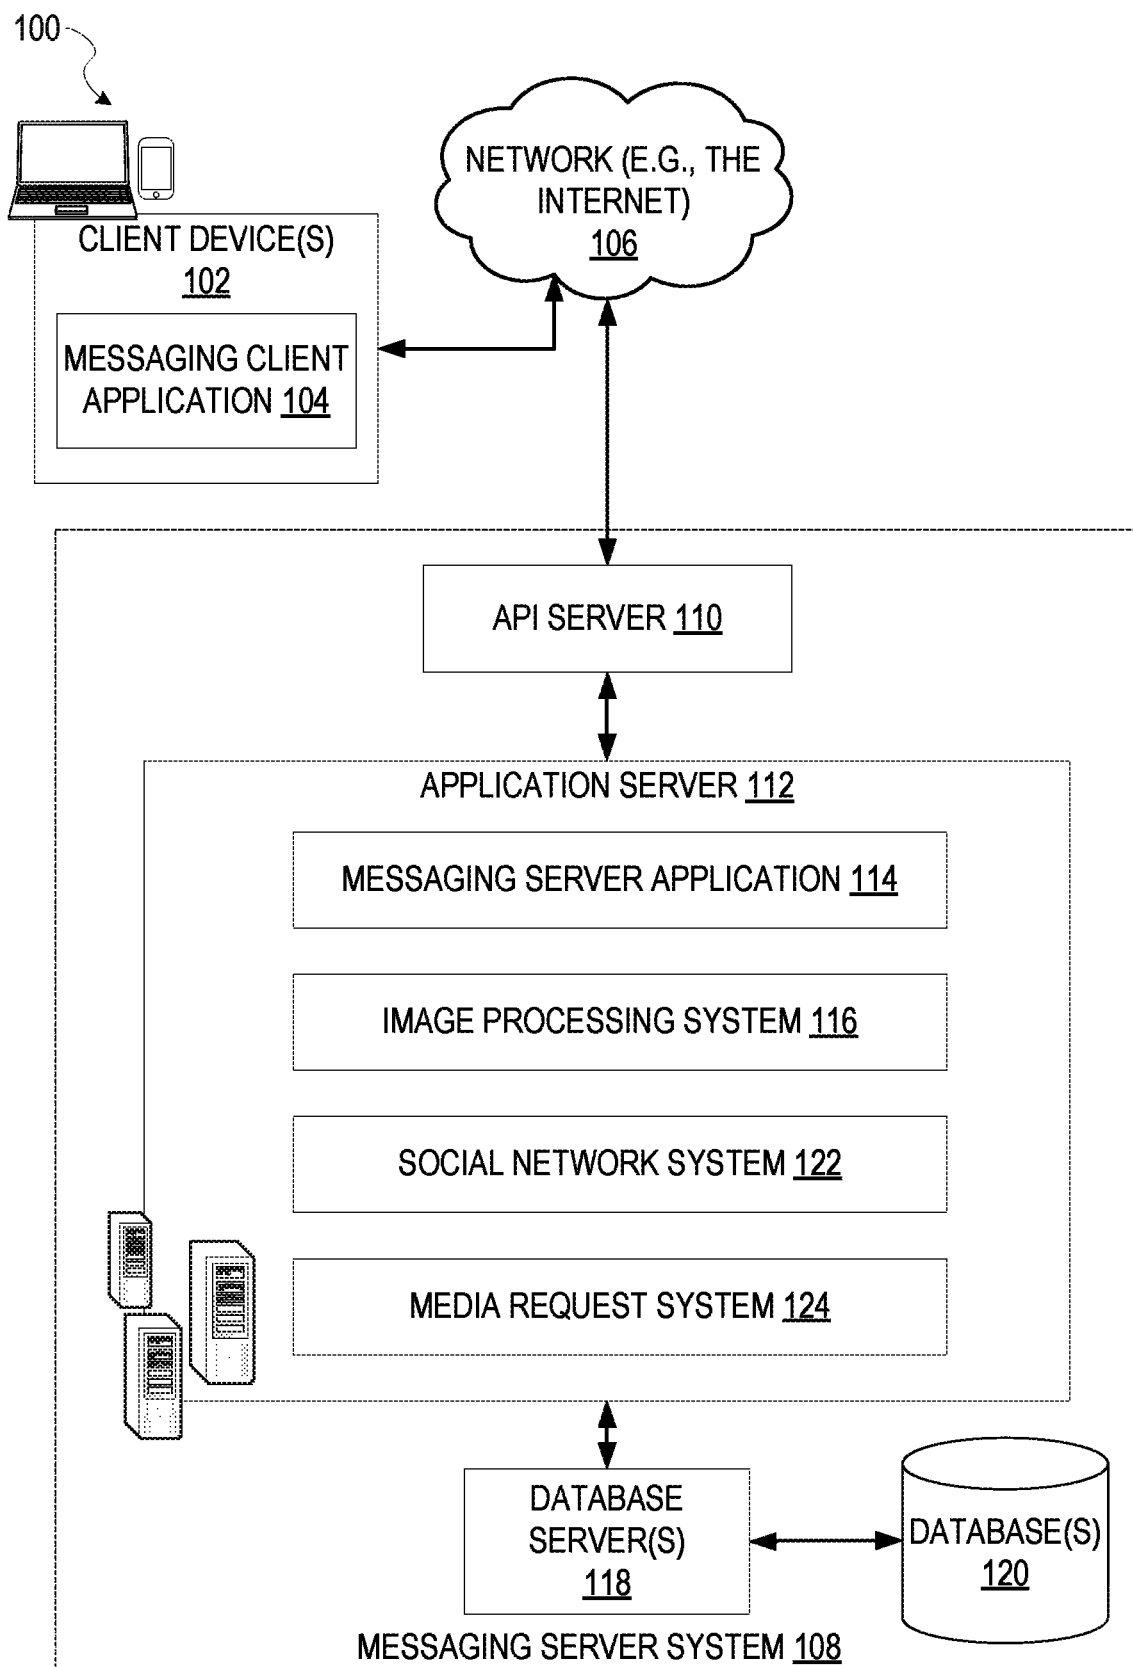 100
NETWORK (E.G., THE
INTERNET)
106
CLIENT DEVICE(S)
102
MESSAGING CLIENT
APPLICATION 104
API SERVER 110
APPLICATION SERVER 112
MESSAGING SERVER APPLICATION 114
IMAGE PROCESSING SYSTEM 116
SOCIAL NETWORK SYSTEM 122
MEDIA REQUEST SYSTEM 124
DATABASE
SERVER(S)
118
DATABASE(S)
120
MESSAGING SERVER SYSTEM 108